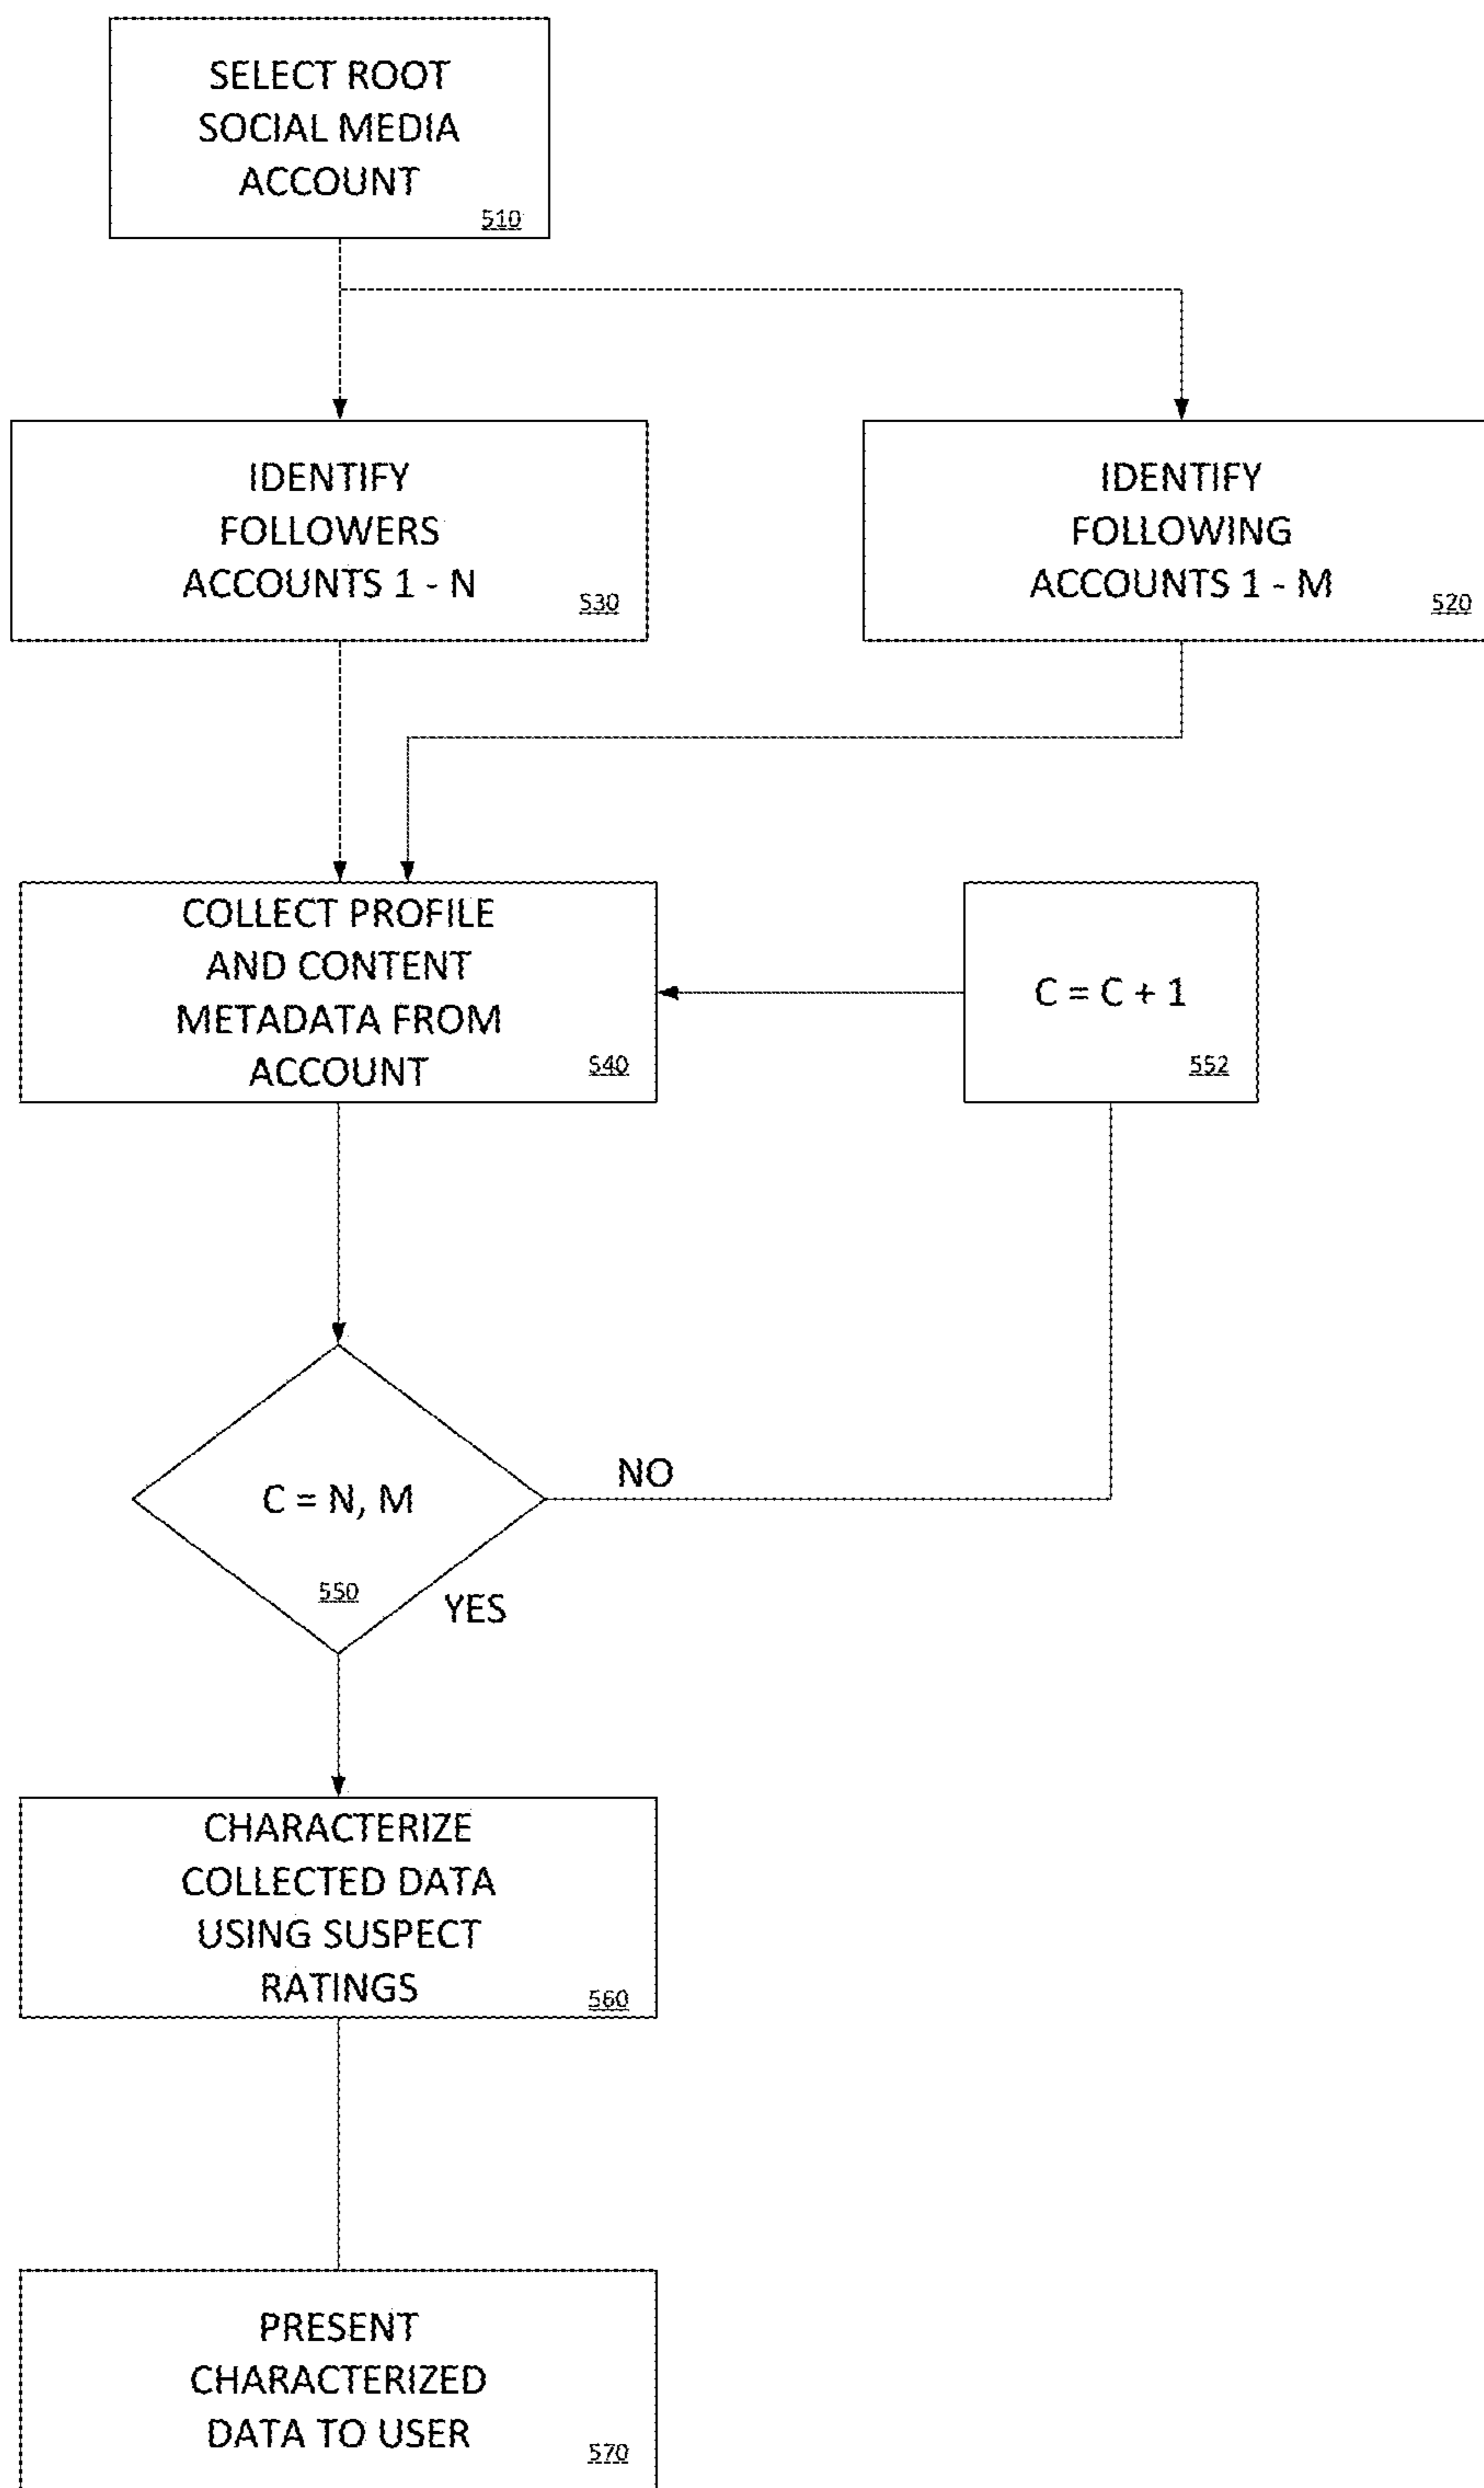 SELECT ROOT
SOCIAL MEDIA
ACCOUNT
510
IDENTIFY
FOLLOWERS
ACCOUNTS 1 - N
530
IDENTIFY
FOLLOWING
ACCOUNTS 1 - M
520
COLLECT PROFILE
AND CONTENT
METADATA FROM
ACCOUNT
540
C = C + 1
552
C = N, M
550
NO
YES
CHARACTERIZE
COLLECTED DATA
USING SUSPECT
RATINGS
560
PRESENT
CHARACTERIZED
DATA TO USER
570